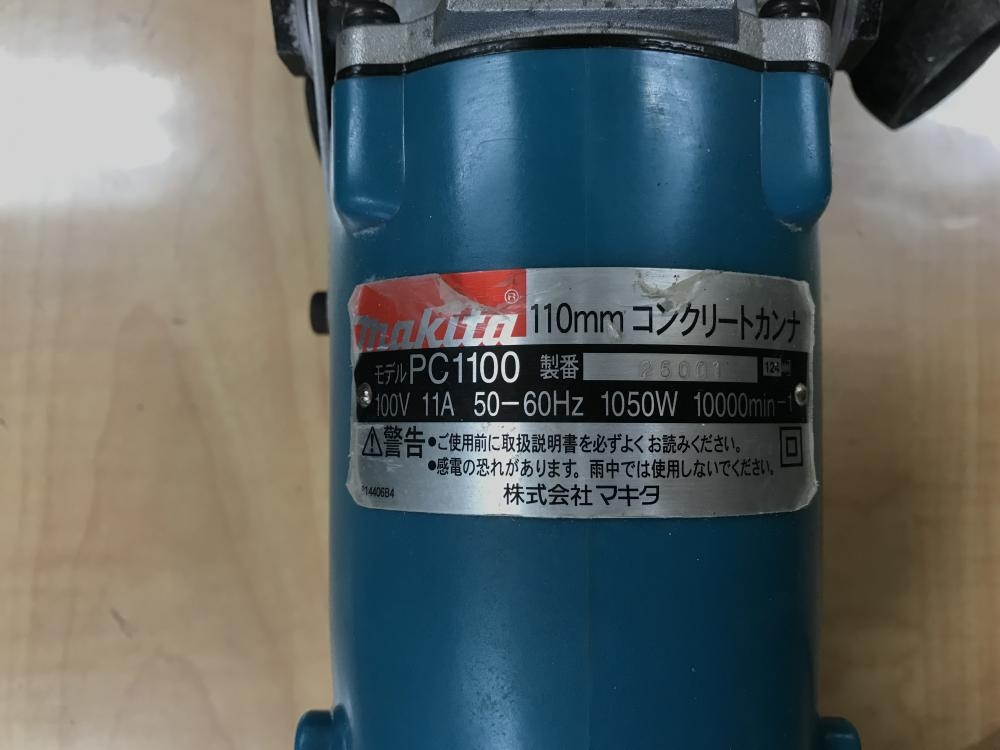 makita® 110mm コンクリートカンナ
モデル PC1100 製番 25001
100V 11A 50-60Hz 1050W 10000min-1
⚠警告 •ご使用前に取扱説明書を必ずよくお読みください。
•感電の恐れがあります。雨中では使用しないでください。
株式会社 マキタ